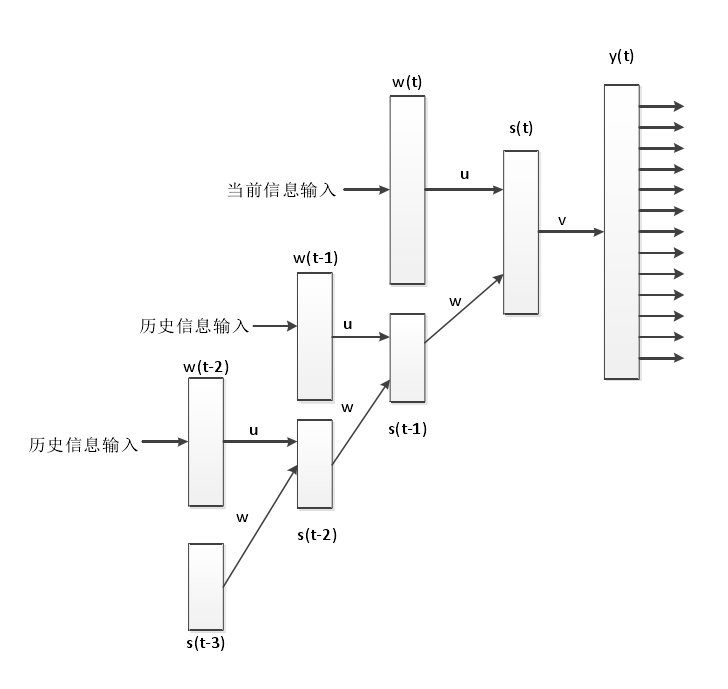 y(t)
w(t)
s(t)
当前信息输入
u
v
w(t-1)
w
历史信息输入
u
w(t-2)
w
s(t-1)
历史信息输入
u
w
s(t-2)
s(t-3)